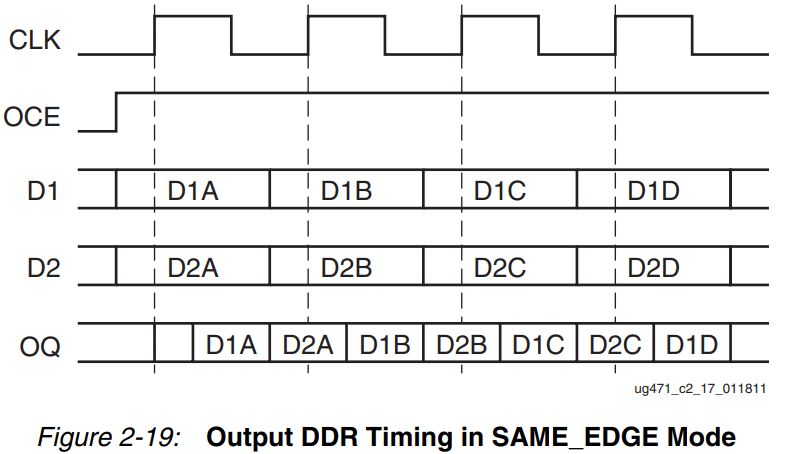 CLK
OCE
D1 D1A D1B D1C D1D
D2 D2A D2B D2C D2D
OQ D1A D2A D1B D2B D1C D2C D1D
ug471_c2_17_011811
Figure 2-19: Output DDR Timing in SAME_EDGE Mode